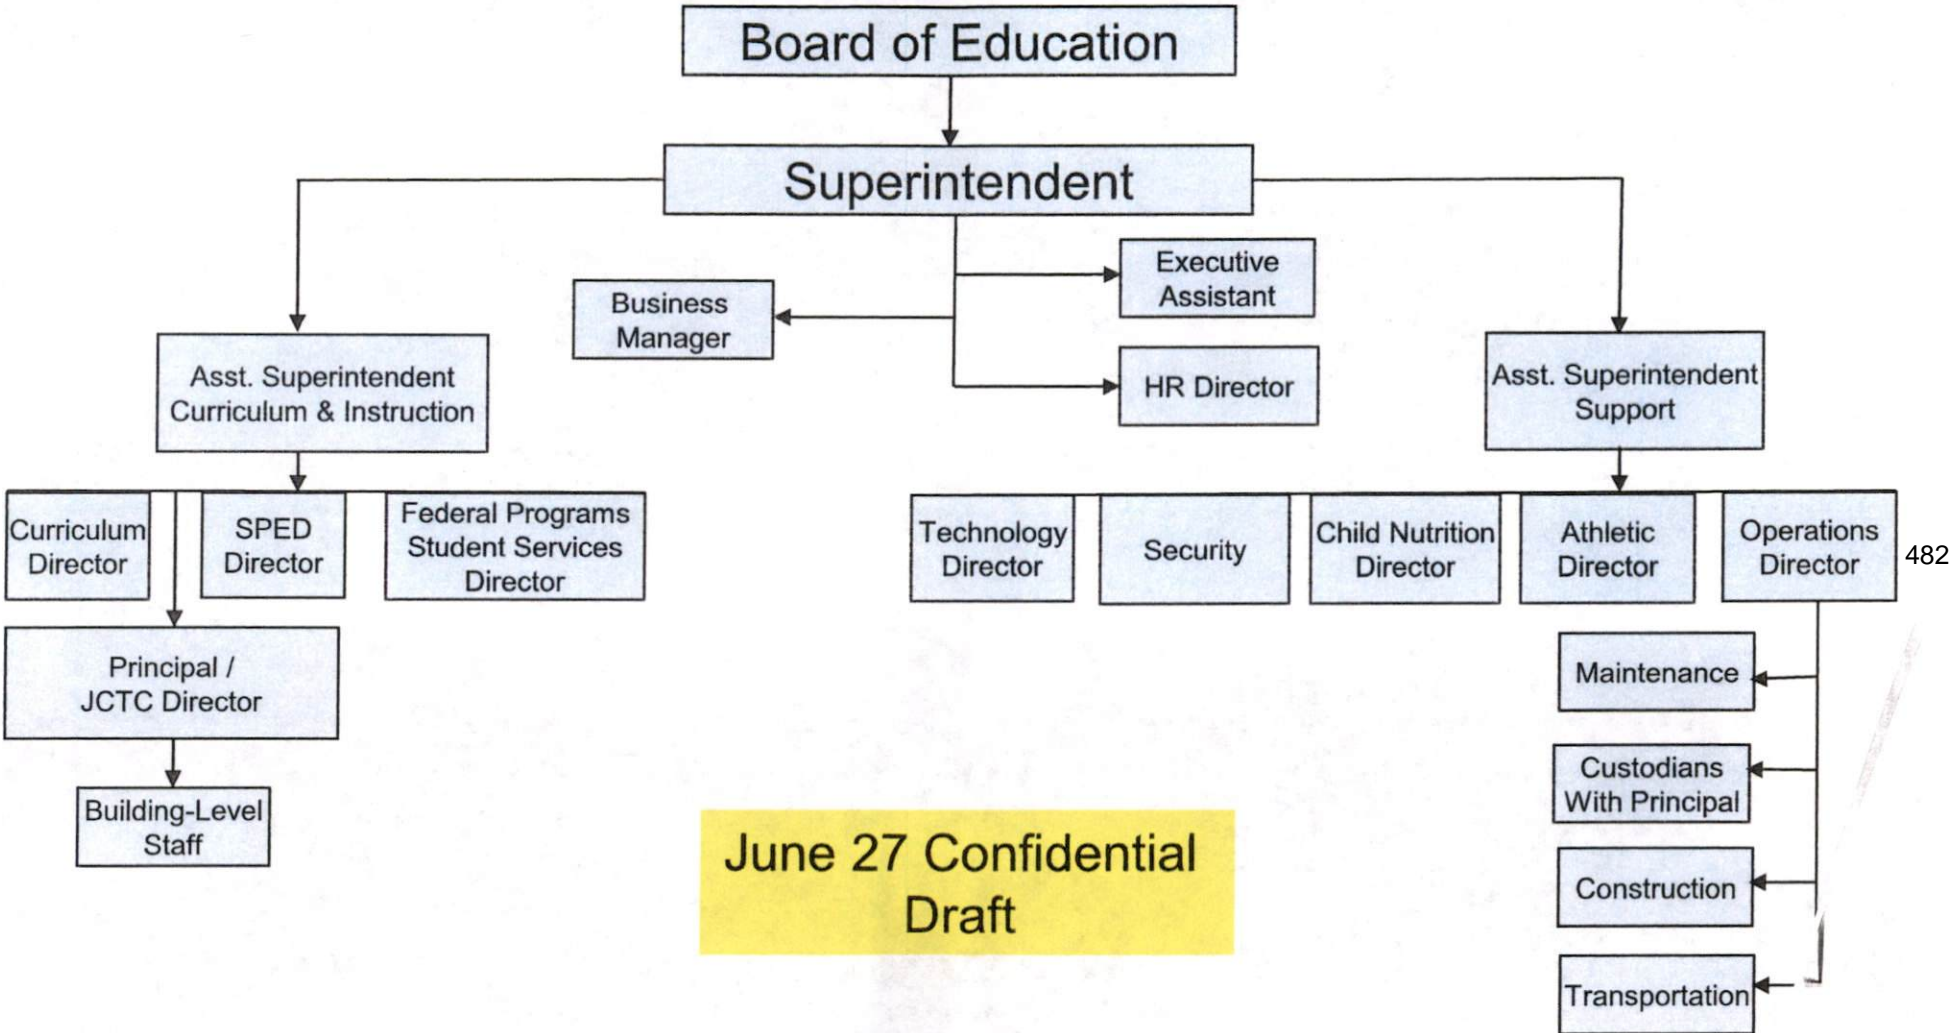 Board of Education
Superintendent
Executive
Assistant
Business
Manager
HR Director
Asst. Superintendent
Curriculum & Instruction
Asst. Superintendent
Support
Curriculum
Director
SPED
Director
Federal Programs
Student Services
Director
Technology
Director
Security
Child Nutrition
Director
Athletic
Director
Operations
Director
482
Principal /
JCTC Director
Building-Level
Staff
Maintenance
Custodians
With Principal
Construction
Transportation
June 27 Confidential
Draft